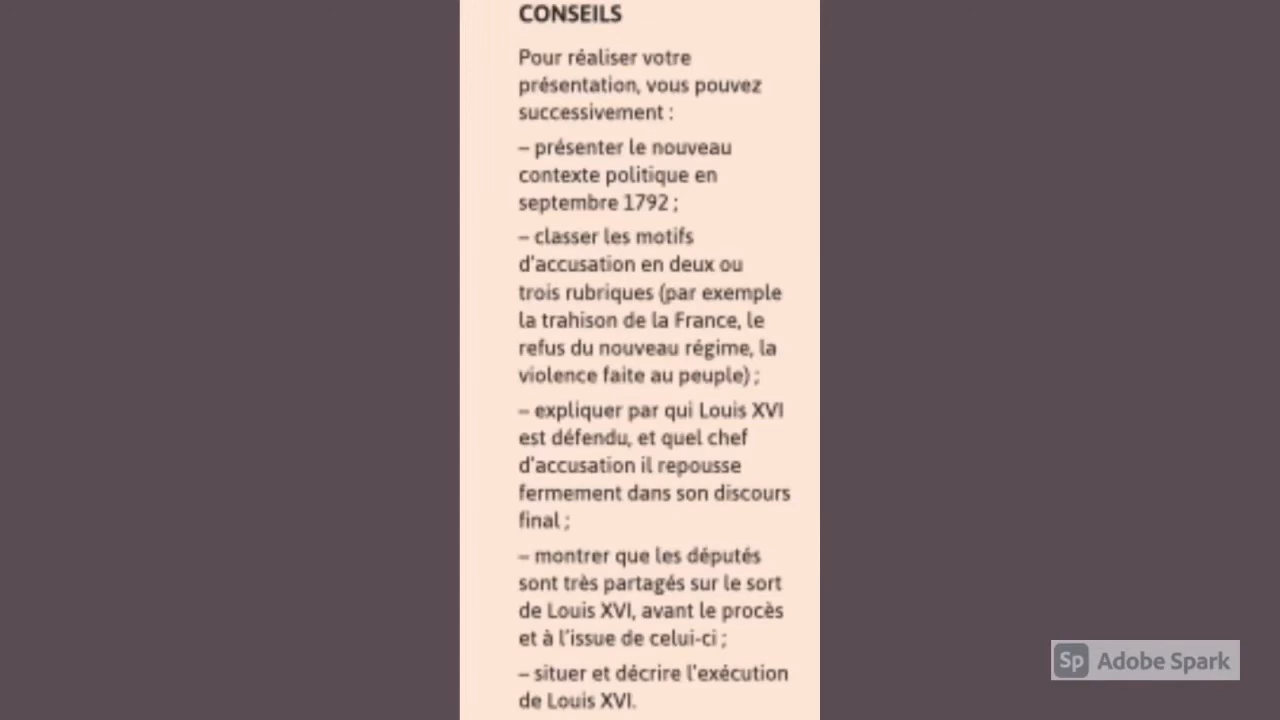 CONSEILS
Pour réaliser votre
présentation, vous pouvez
successivement :
– présenter le nouveau
contexte politique en
septembre 1792 ;
– classer les motifs
d'accusation en deux ou
trois rubriques (par exemple
la trahison de la France, le
refus du nouveau régime, la
violence faite au peuple) ;
– expliquer par qui Louis XVI
est défendu, et quel chef
d'accusation il repousse
fermement dans son discours
final ;
– montrer que les députés
sont très partagés sur le sort
de Louis XVI, avant le procès
et à l'issue de celui-ci ;
– situer et décrire l'exécution
de Louis XVI.
Sp Adobe Spark